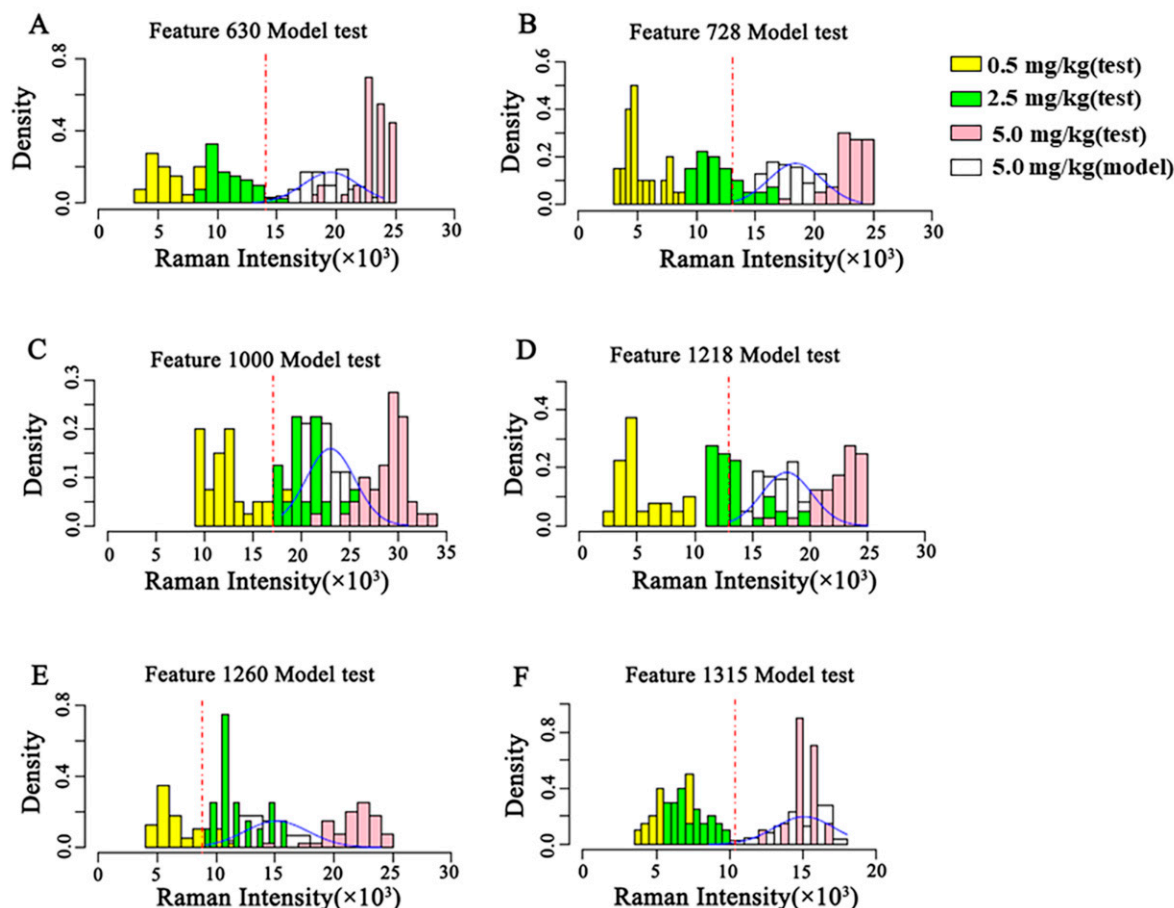 A
Feature 630 Model test
Density
0.0
0.4
0.8
0
5
10
15
20
25
30
Raman Intensity(×10³)
B
Feature 728 Model test
Density
0.0
0.2
0.4
0.6
0
5
10
15
20
30
Raman Intensity(×10³)
0.5 mg/kg(test)
2.5 mg/kg(test)
5.0 mg/kg(test)
5.0 mg/kg(model)
C
Feature 1000 Model test
Density
0.0
0.1
0.2
0.3
0
10
20
25
30
35
Raman Intensity(×10³)
D
Feature 1218 Model test
Density
0.0
0.2
0.4
0
5
10
15
20
25
30
Raman Intensity(×10³)
E
Feature 1260 Model test
Density
0.0
0.4
0.8
0
5
10
15
20
25
30
Raman Intensity(×10³)
F
Feature 1315 Model test
Density
0.0
0.4
0.8
0
5
10
15
20
Raman Intensity(×10³)